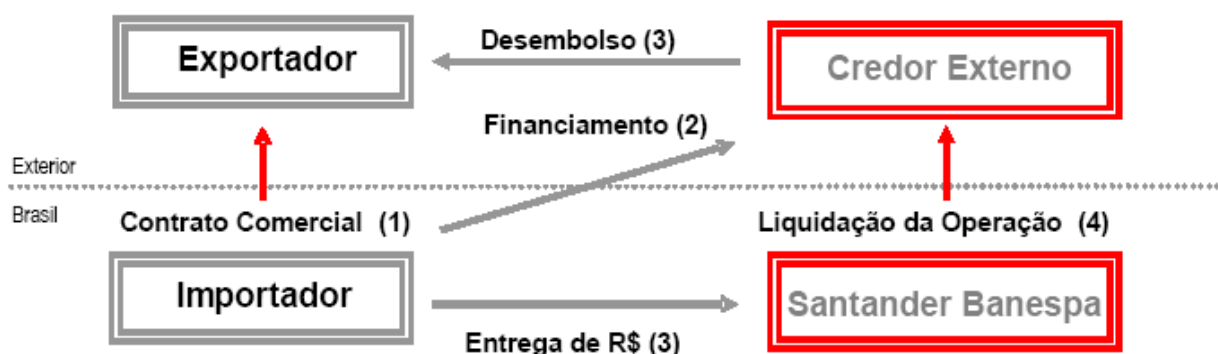 Exportador
Desembolso (3)
Credor Externo
Financiamento (2)
Exterior
Brasil
Contrato Comercial (1)
Liquidação da Operação (4)
Importador
Santander Banespa
Entrega de R$ (3)